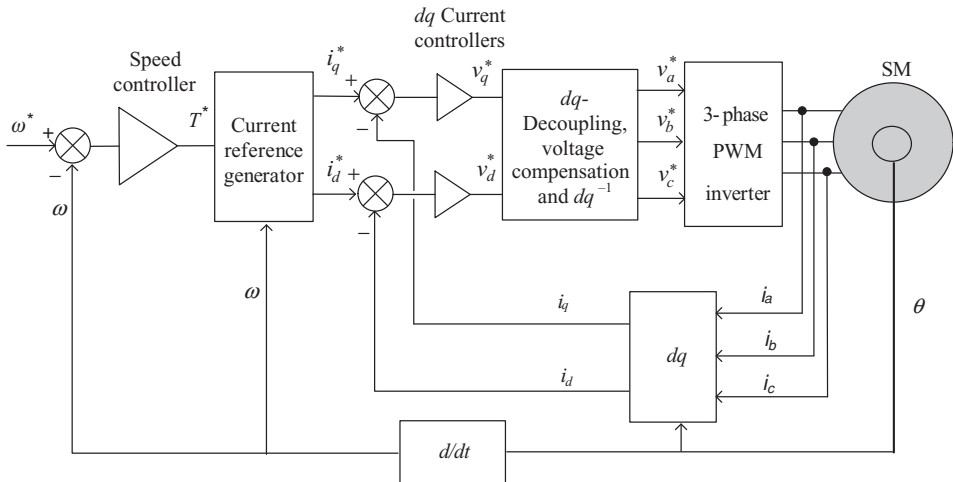 dq Current
controllers
Speed
controller
SM
ω*
+
−
ω
T*
Current
reference
generator
i_q^*
+
−
i_d^*
+
−
v_q^*
v_d^*
dq-
Decoupling,
voltage
compensation
and dq^{-1}
v_a^*
v_b^*
v_c^*
3- phase
PWM
inverter
ω
i_q
i_d
dq
i_a
i_b
i_c
θ
d/dt